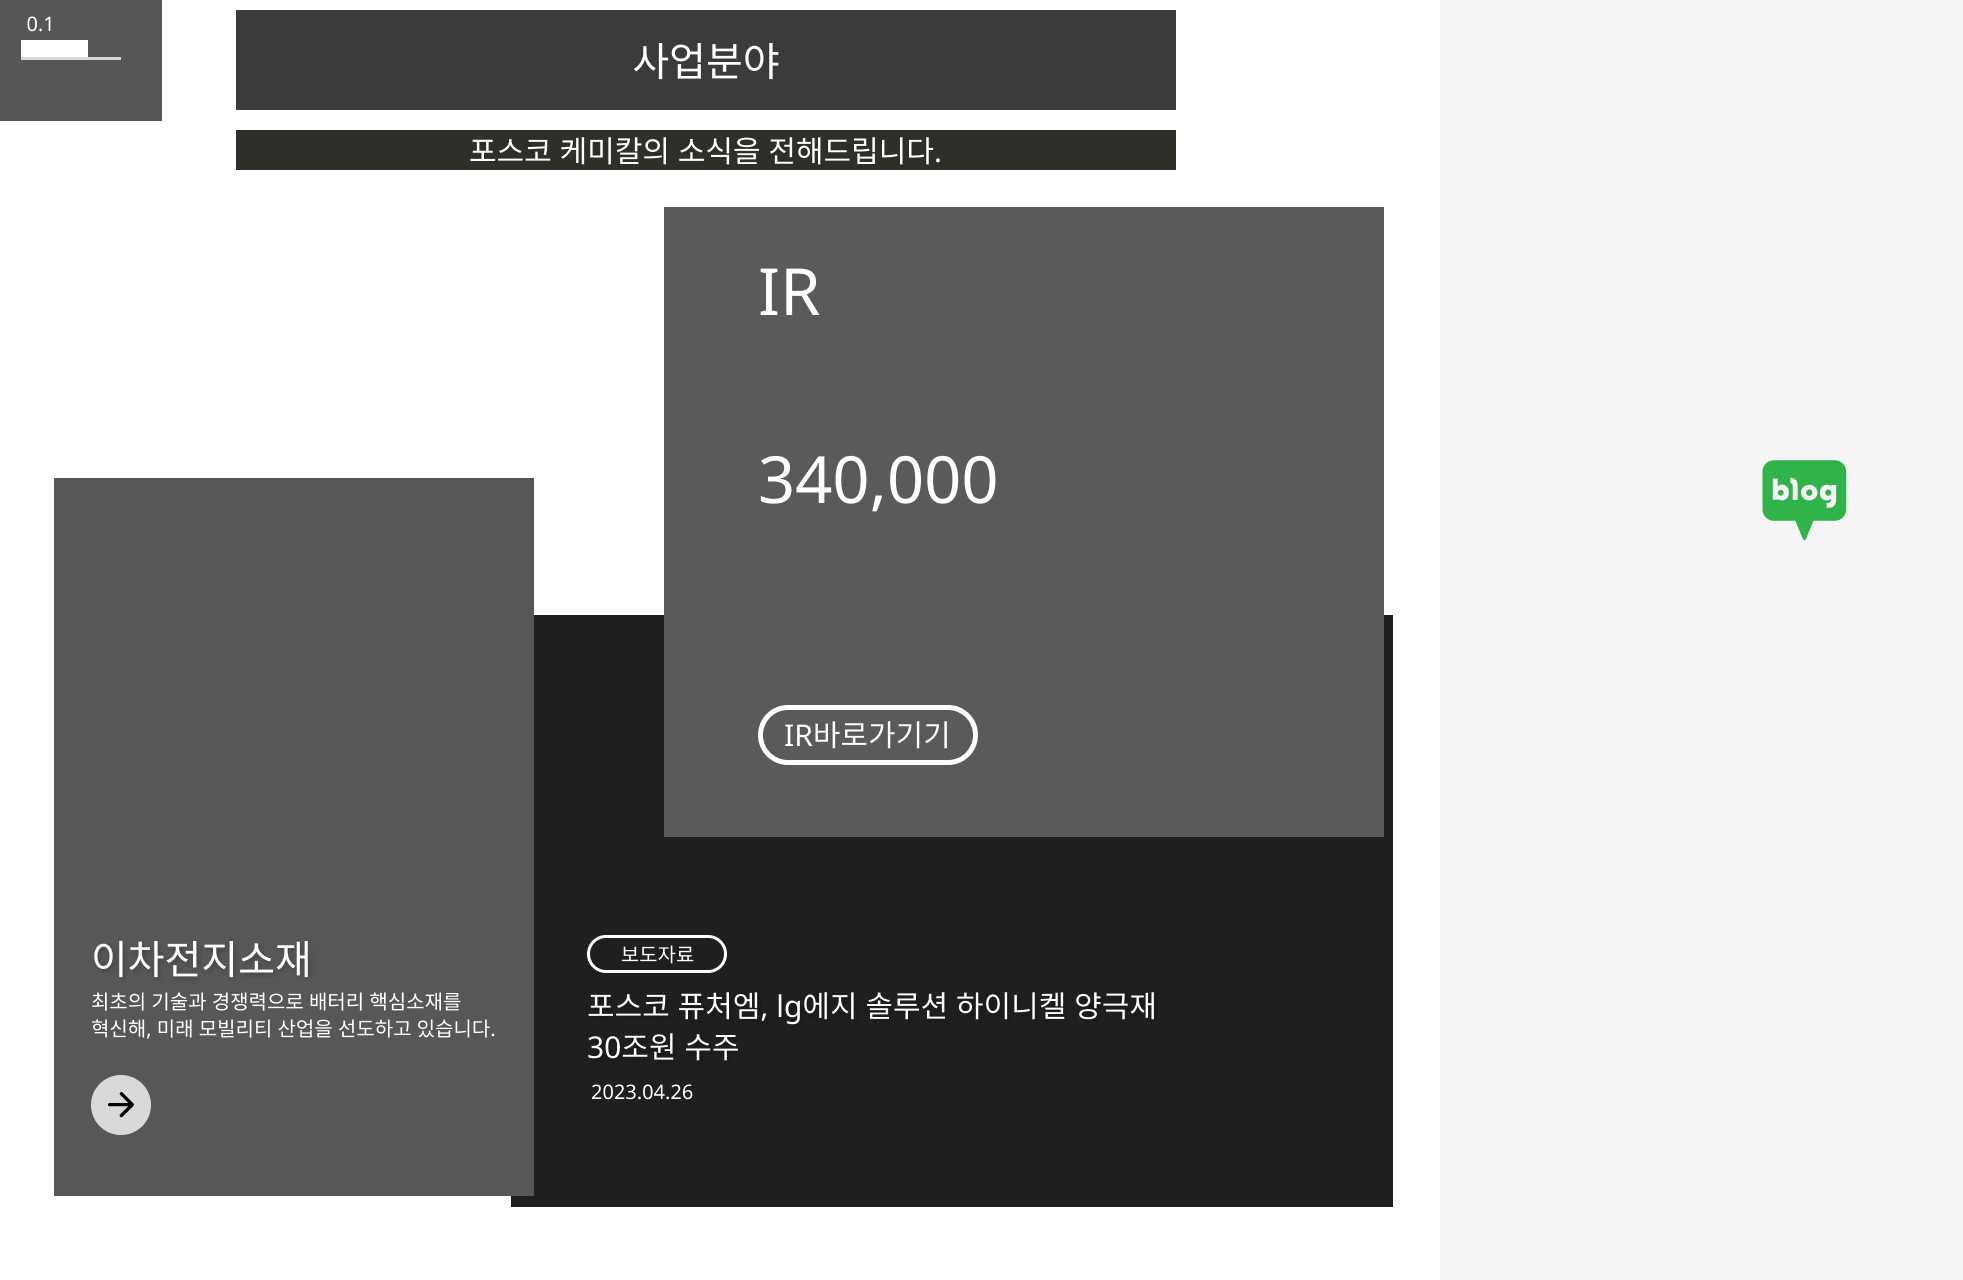 0.1
사업분야
포스코 케미칼의 소식을 전해드립니다.
IR
340,000
blog
IR바로가기기
이차전지소재
최초의 기술과 경쟁력으로 배터리 핵심소재를
혁신해, 미래 모빌리티 산업을 선도하고 있습니다.
보도자료
포스코 퓨처엠, lg에지 솔루션 하이니켈 양극재
30조원 수주
2023.04.26